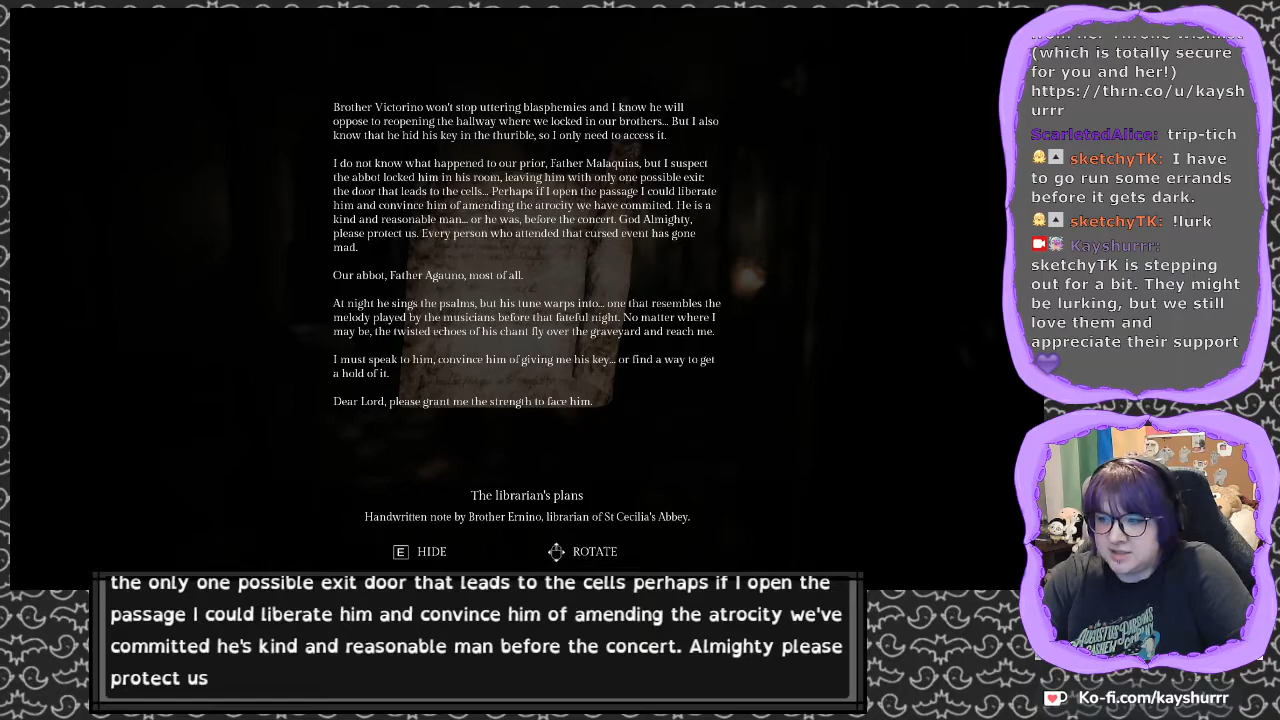 Brother Victorino won't stop uttering blasphemies and I know he will
oppose to reopening the hallway where we locked in our brothers... But I also
know that he hid his key in the thurible, so I only need to access it.
I do not know what happened to our prior, Father Malaquias, but I suspect
the abbot locked him in his room, leaving him with only one possible exit:
the door that leads to the cells... Perhaps if I open the passage I could liberate
him and convince him of amending the atrocity we have commited. He is a
kind and reasonable man... or he was, before the concert. God Almighty,
please protect us. Every person who attended that cursed event has gone
mad.
Our abbot, Father Agauno, most of all.
At night he sings the psalms, but his tune warps into... one that resembles the
melody played by the musicians before that fateful night. No matter where I
may be, the twisted echoes of his chant fly over the graveyard and reach me.
I must speak to him, convince him of giving me his key... or find a way to get
a hold of it.
Dear Lord, please grant me the strength to face him.
The librarian's plans
Handwritten note by Brother Ernino, librarian of St Cecilia's Abbey.
E HIDE
ROTATE
the only one possible exit door that leads to the cells perhaps if I open the
passage I could liberate him and convince him of amending the atrocity we've
committed he's kind and reasonable man before the concert. Almighty please
protect us
(which is totally secure
for you and her!)
https://thrn.co/u/kaysh
urrr
ScarletedAlice: trip-tich
sketchyTK: I have
to go run some errands
before it gets dark.
sketchyTK: !lurk
Kayshurrr:
sketchyTK is stepping
out for a bit. They might
be lurking, but we still
love them and
appreciate their support
Ko-fi.com/kayshurrr